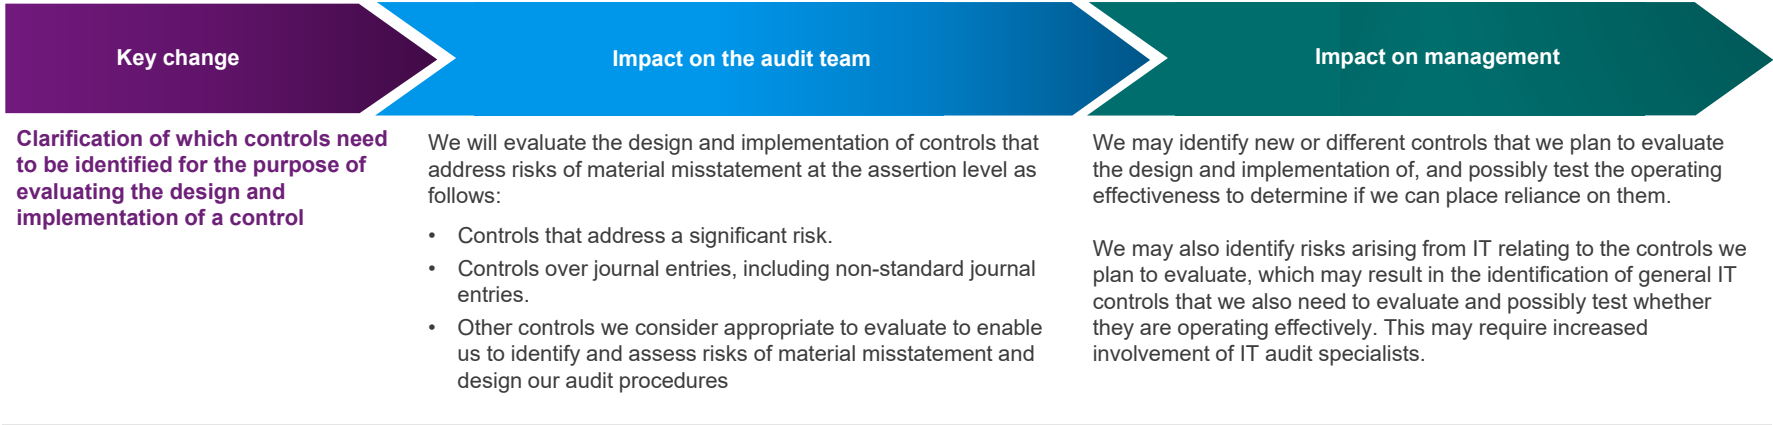 Key change
Impact on the audit team
Impact on management
Clarification of which controls need
to be identified for the purpose of
evaluating the design and
implementation of a control
We will evaluate the design and implementation of controls that
address risks of material misstatement at the assertion level as
follows:
• Controls that address a significant risk.
• Controls over journal entries, including non-standard journal
entries.
• Other controls we consider appropriate to evaluate to enable
us to identify and assess risks of material misstatement and
design our audit procedures
We may identify new or different controls that we plan to evaluate
the design and implementation of, and possibly test the operating
effectiveness to determine if we can place reliance on them.
We may also identify risks arising from IT relating to the controls we
plan to evaluate, which may result in the identification of general IT
controls that we also need to evaluate and possibly test whether
they are operating effectively. This may require increased
involvement of IT audit specialists.